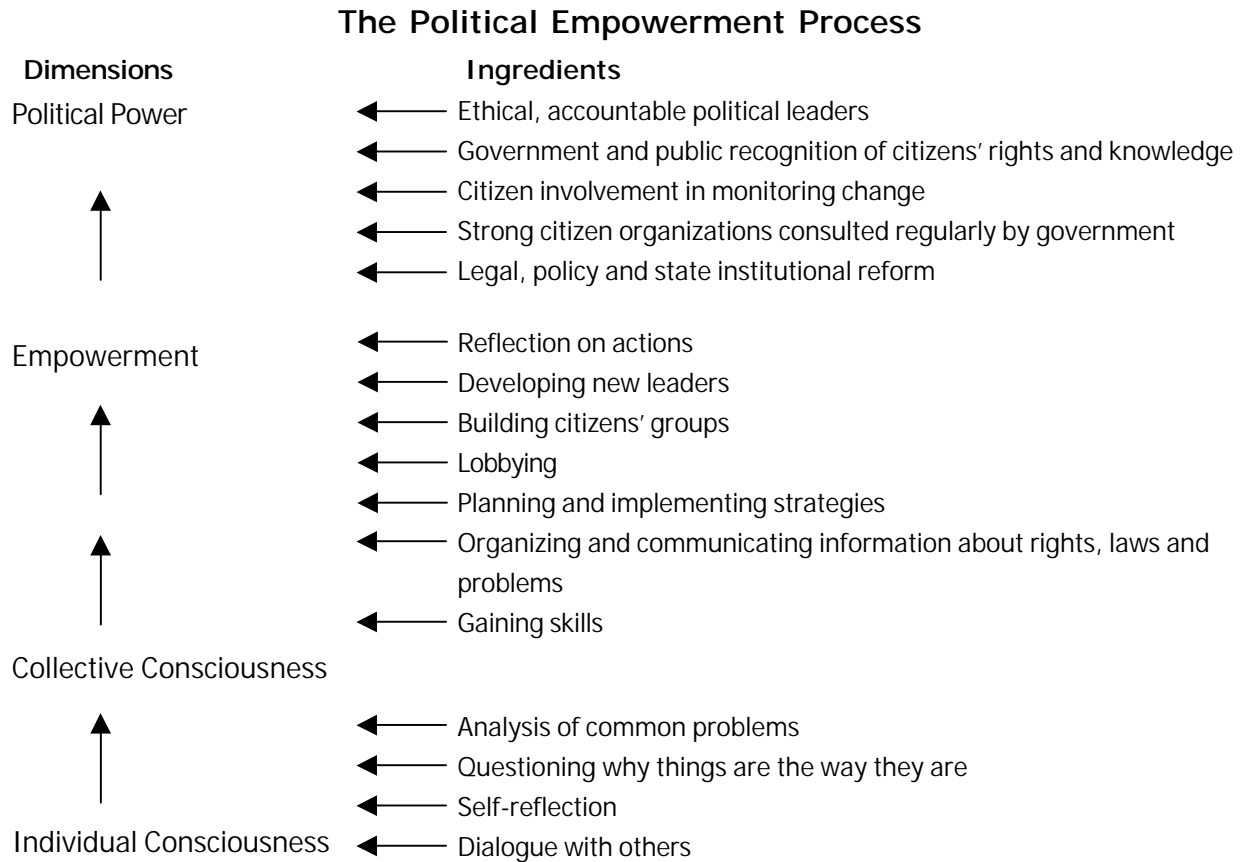 The Political Empowerment Process
Dimensions Ingredients
Political Power Ethical, accountable political leaders
Government and public recognition of citizens’ rights and knowledge
Citizen involvement in monitoring change
Strong citizen organizations consulted regularly by government
Legal, policy and state institutional reform
Empowerment Reflection on actions
Developing new leaders
Building citizens’ groups
Lobbying
Planning and implementing strategies
Organizing and communicating information about rights, laws and
problems
Gaining skills
Collective Consciousness
Analysis of common problems
Questioning why things are the way they are
Self-reflection
Individual Consciousness Dialogue with others